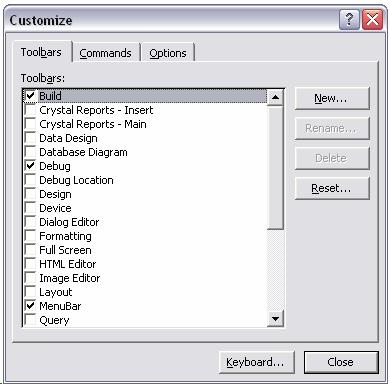 Customize
Toolbars Commands Options
Toolbars:
Build
Crystal Reports - Insert
Crystal Reports - Main
Data Design
Database Diagram
Debug
Debug Location
Design
Device
Dialog Editor
Formatting
Full Screen
HTML Editor
Image Editor
Layout
MenuBar
Query
New...
Rename...
Delete
Reset...
Keyboard... Close